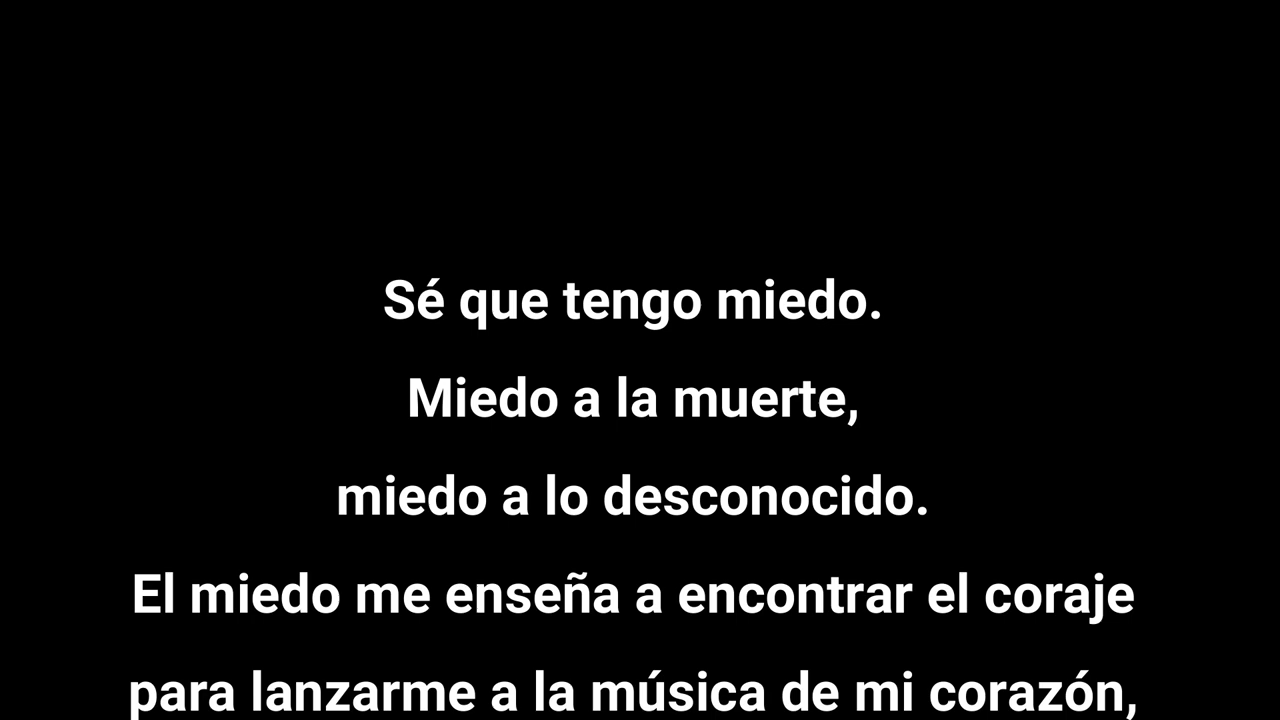 Sé que tengo miedo.
Miedo a la muerte,
miedo a lo desconocido.
El miedo me enseña a encontrar el coraje
para lanzarme a la música de mi corazón,